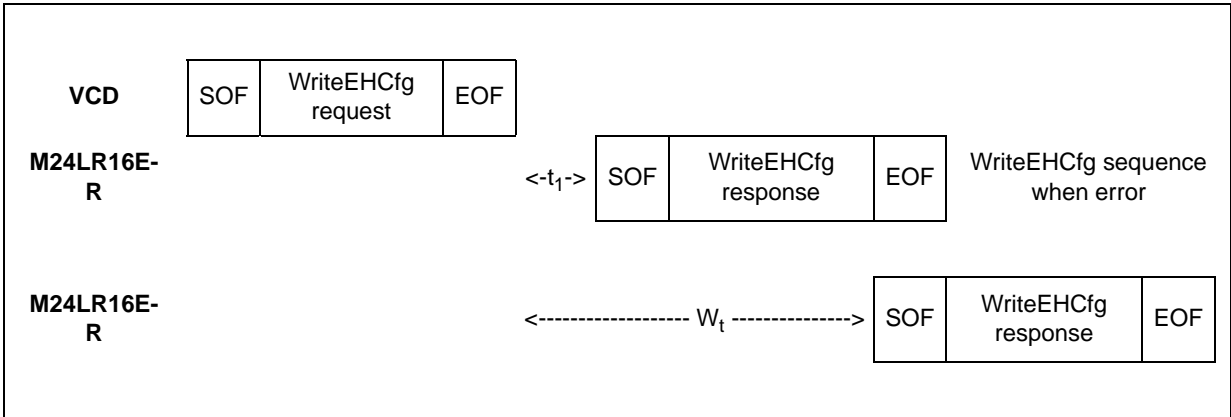 VCD SOF WriteEHCfg request EOF
M24LR16E-R <-t1-> SOF WriteEHCfg response EOF WriteEHCfg sequence when error
M24LR16E-R <------------------- Wt ---------------> SOF WriteEHCfg response EOF